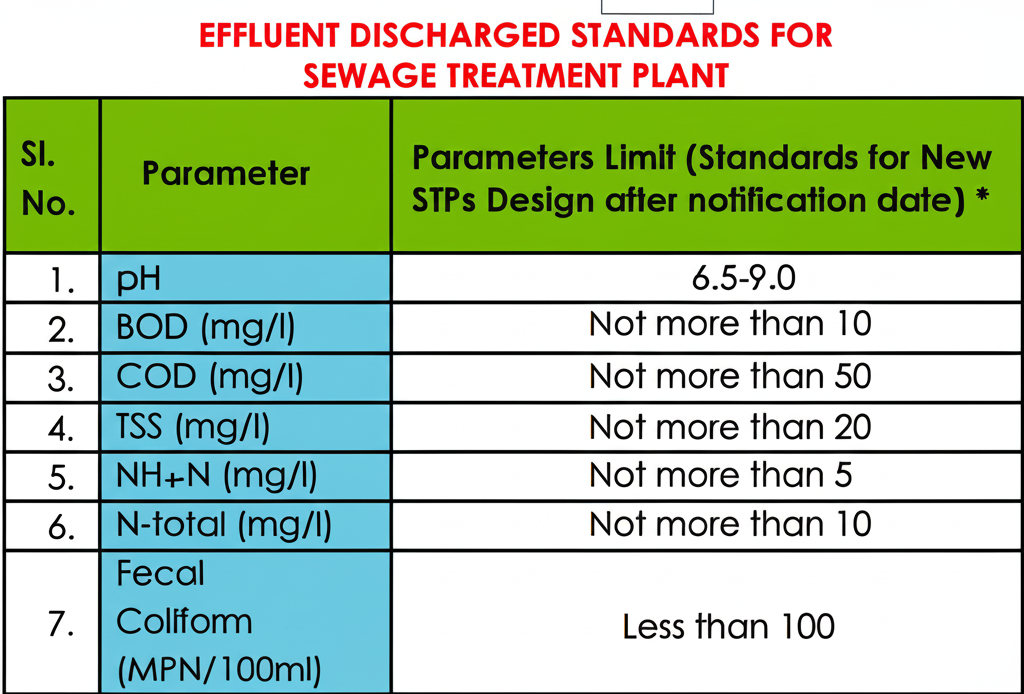 EFFLUENT DISCHARGED STANDARDS FOR
SEWAGE TREATMENT PLANT
Sl. No. Parameter Parameters Limit (Standards for New STPs Design after notification date) *
1. pH 6.5-9.0
2. BOD (mg/l) Not more than 10
3. COD (mg/l) Not more than 50
4. TSS (mg/l) Not more than 20
5. NH+N (mg/l) Not more than 5
6. N-total (mg/l) Not more than 10
7. Fecal Coliform (MPN/100ml) Less than 100